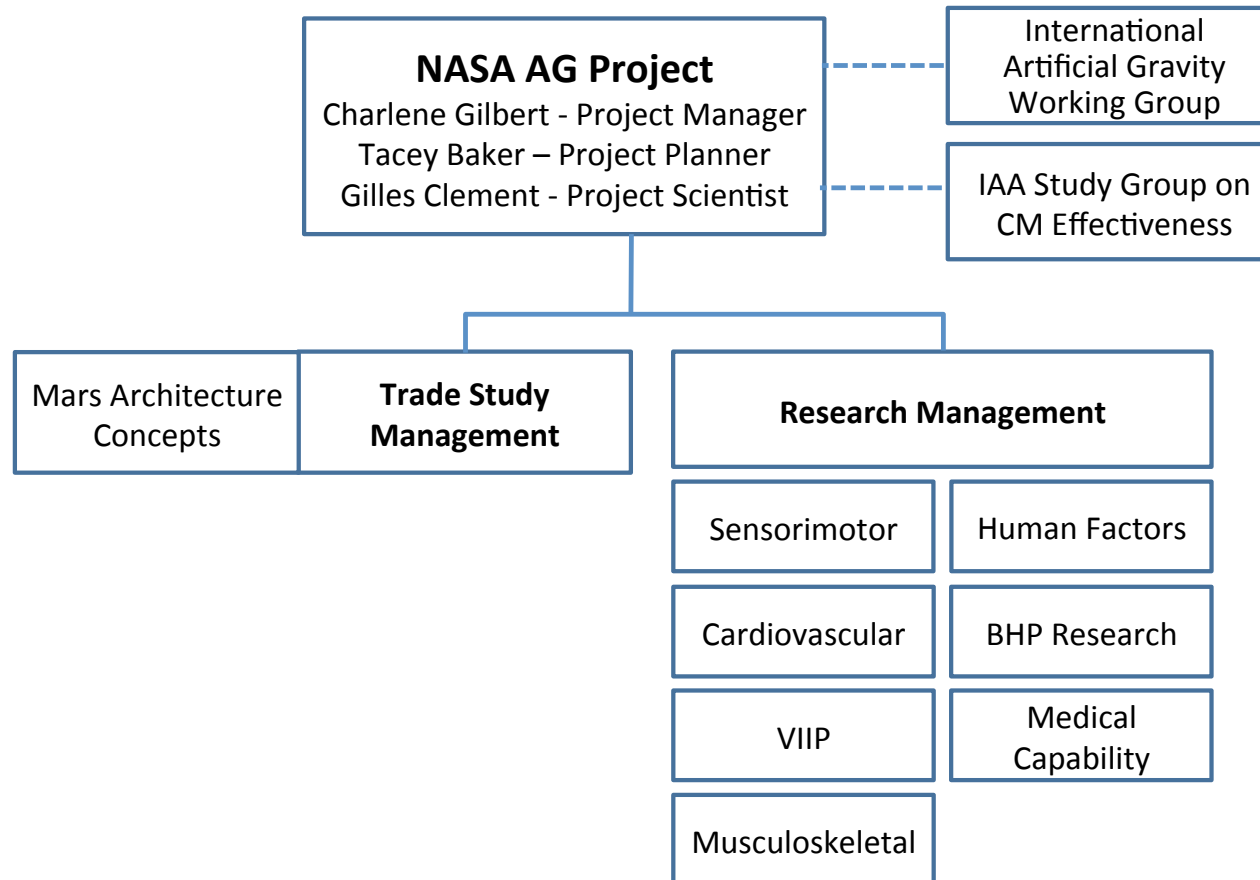 NASA AG Project
Charlene Gilbert - Project Manager
Tacey Baker – Project Planner
Gilles Clement - Project Scientist
International
Artificial Gravity
Working Group
IAA Study Group on
CM Effectiveness
Mars Architecture
Concepts
Trade Study
Management
Research Management
Sensorimotor
Human Factors
Cardiovascular
BHP Research
VIIP
Medical
Capability
Musculoskeletal